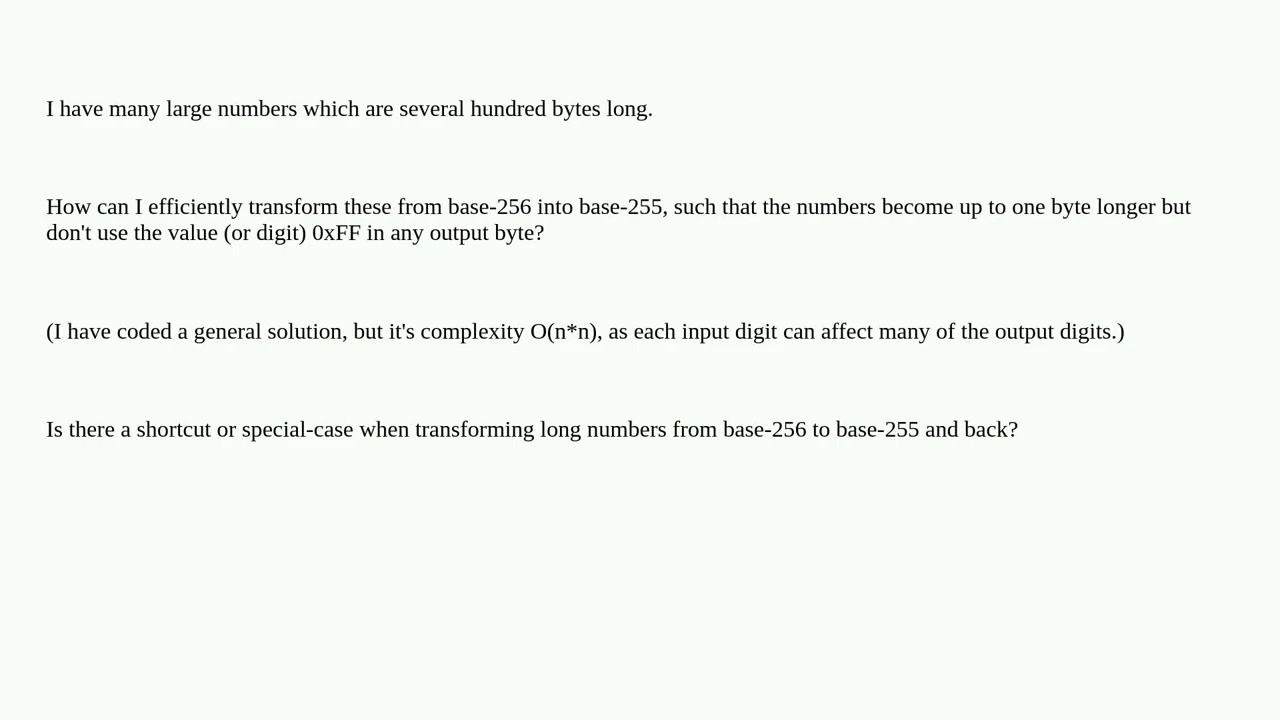 I have many large numbers which are several hundred bytes long.
How can I efficiently transform these from base-256 into base-255, such that the numbers become up to one byte longer but
don't use the value (or digit) 0xFF in any output byte?
(I have coded a general solution, but it's complexity O(n*n), as each input digit can affect many of the output digits.)
Is there a shortcut or special-case when transforming long numbers from base-256 to base-255 and back?